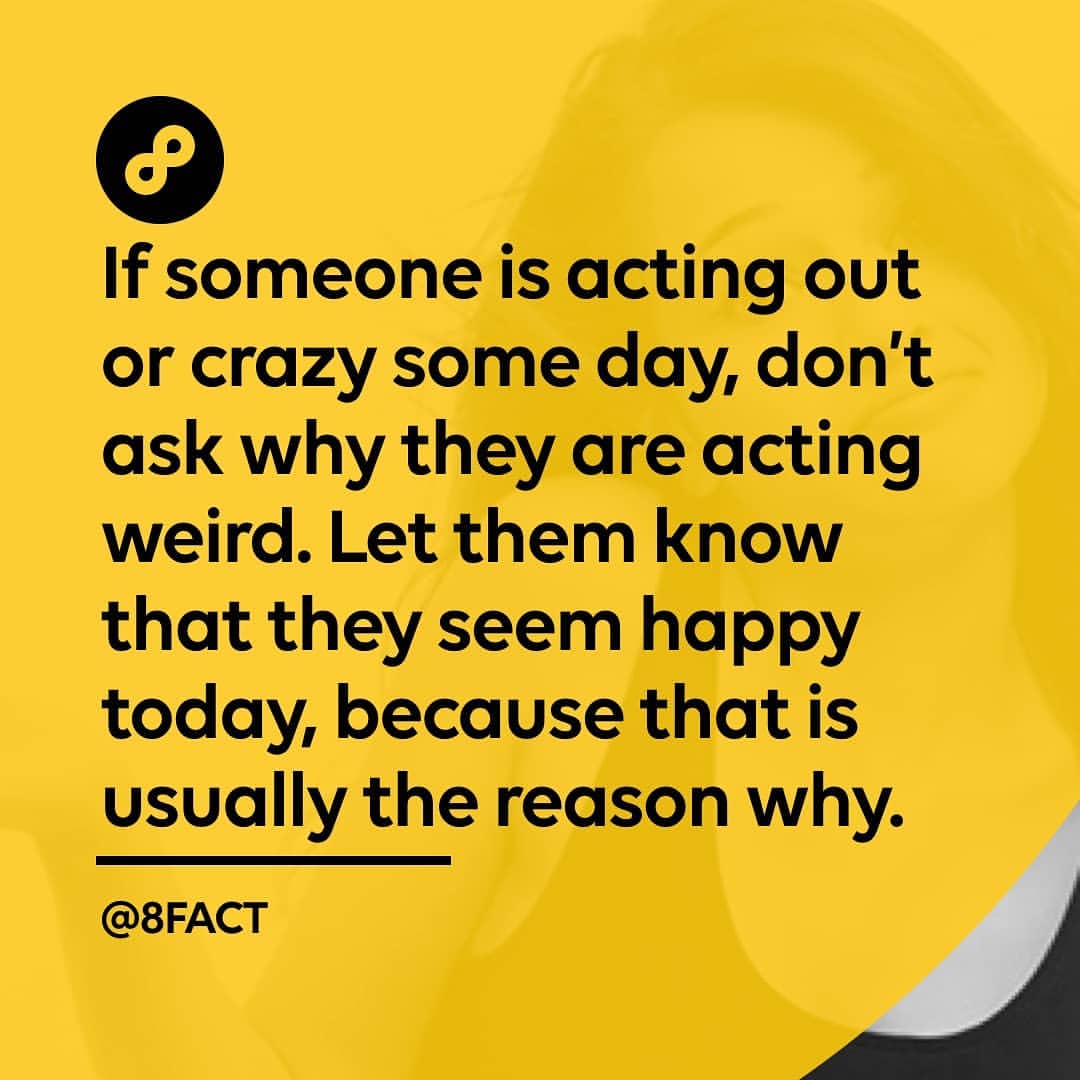 If someone is acting out
or crazy some day, don't
ask why they are acting
weird. Let them know
that they seem happy
today, because that is
usually the reason why.
@8FACT